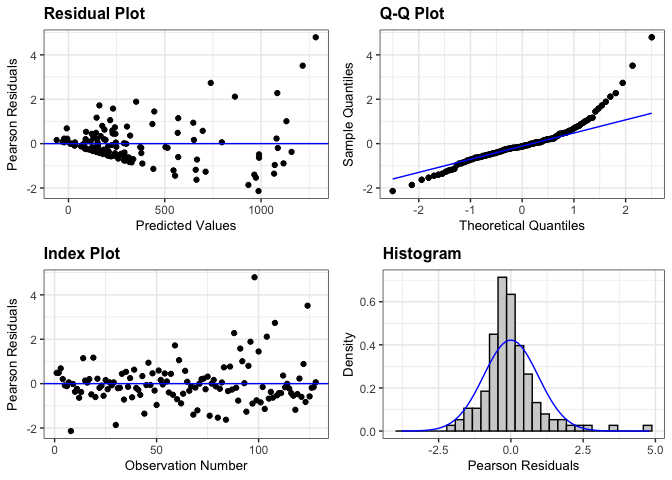 Residual Plot
Pearson Residuals
4
2
0
-2
0
500
1000
Predicted Values
Q-Q Plot
Sample Quantiles
4
2
0
-2
-2
-1
0
1
2
Theoretical Quantiles
Index Plot
Pearson Residuals
4
2
0
-2
0
50
100
Observation Number
Histogram
Density
0.6
0.4
0.2
0.0
-2.5
0.0
2.5
5.0
Pearson Residuals